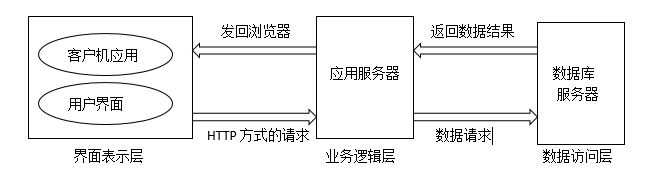 发回浏览器
返回数据结果
客户机应用
用户界面
应用服务器
数据库
服务器
HTTP 方式的请求
数据请求
界面表示层
业务逻辑层
数据访问层